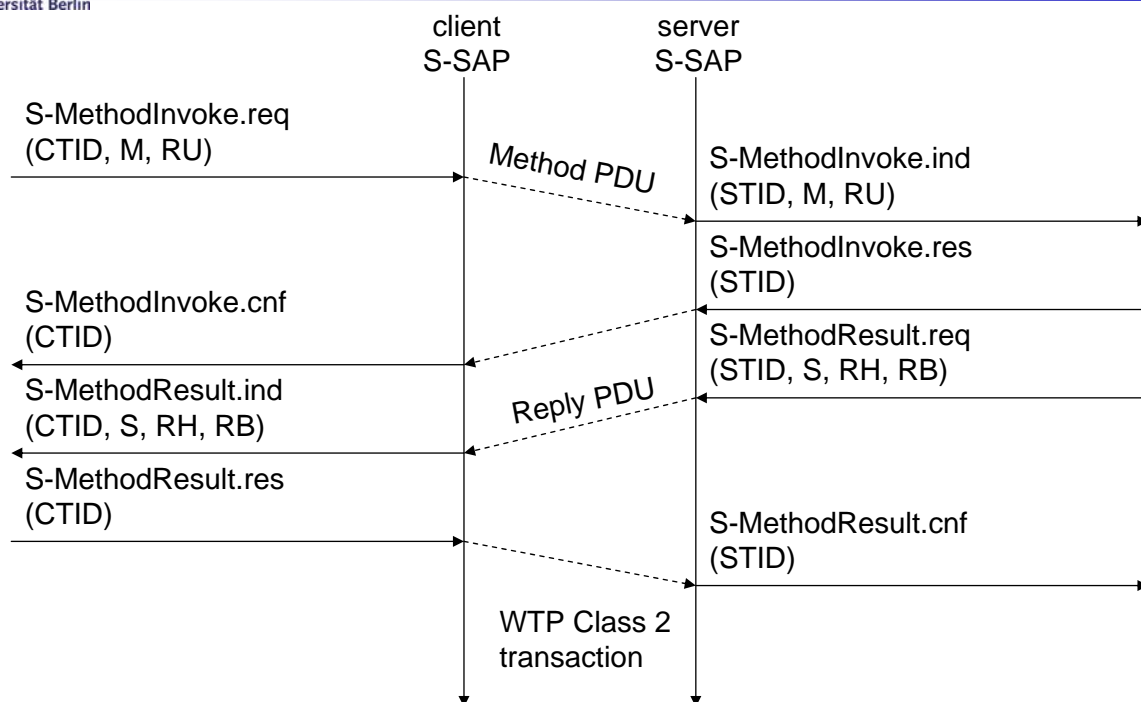 ersität Berlin
client
S-SAP
server
S-SAP
S-MethodInvoke.req
(CTID, M, RU)
Method PDU
S-MethodInvoke.ind
(STID, M, RU)
S-MethodInvoke.res
(STID)
S-MethodInvoke.cnf
(CTID)
S-MethodResult.req
(STID, S, RH, RB)
Reply PDU
S-MethodResult.ind
(CTID, S, RH, RB)
S-MethodResult.res
(CTID)
S-MethodResult.cnf
(STID)
WTP Class 2
transaction